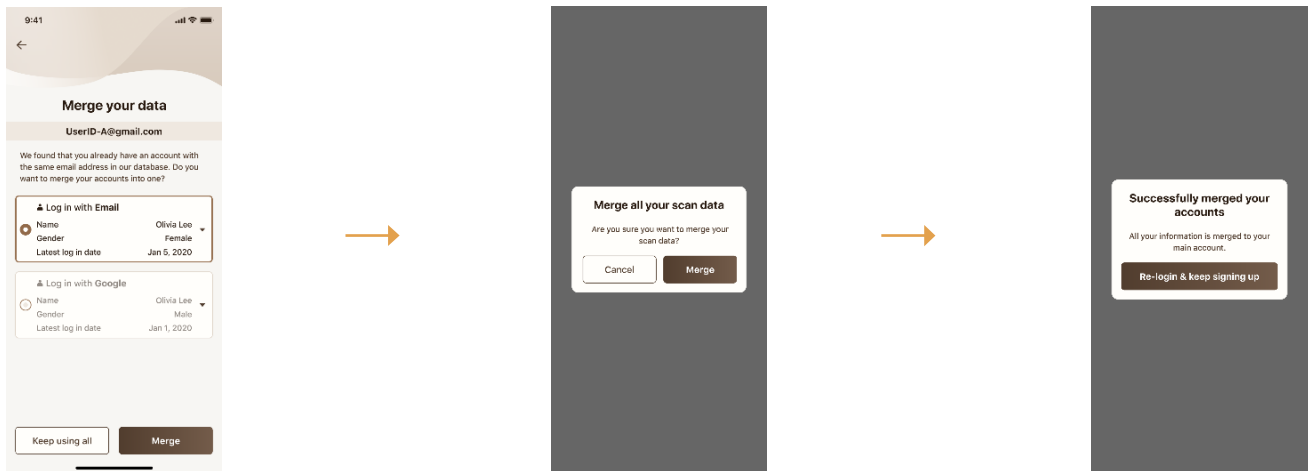 9:41
Merge your data
UserID-A@gmail.com
We found that you already have an account with
the same email address in our database. Do you
want to merge your accounts into one?
Log in with Email
Name Olivia Lee
Gender Female
Latest log in date Jan 5, 2020
Log in with Google
Name Olivia Lee
Gender Male
Latest log in date Jan 1, 2020
Keep using all Merge
Merge all your scan data
Are you sure you want to merge your
scan data?
Cancel Merge
Successfully merged your
accounts
All your information is merged to your
main account.
Re-login & keep signing up